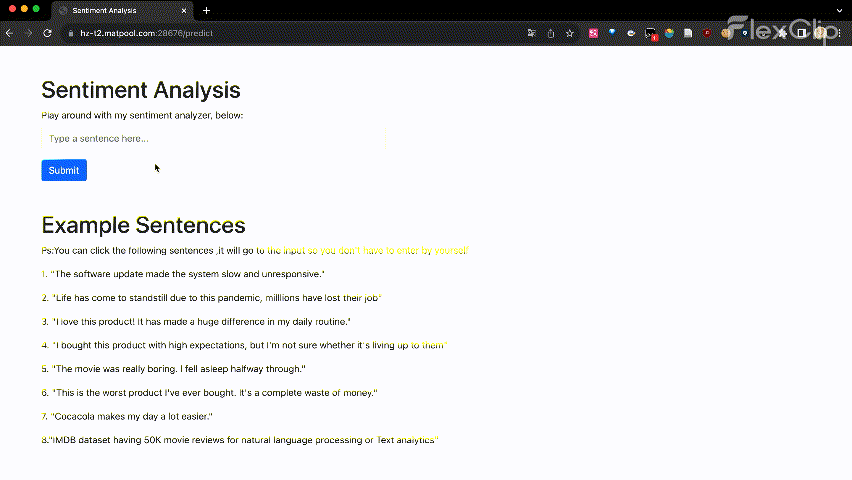 Sentiment Analysis
hz-t2.matpool.com:28676/predict
FlexClip
Sentiment Analysis
Play around with my sentiment analyzer, below:
Type a sentence here...
Submit
Example Sentences
Ps:You can click the following sentences ,it will go to the input so you don't have to enter by yourself
1. "The software update made the system slow and unresponsive."
2. "Life has come to standstill due to this pandemic, milllions have lost their job"
3. "I love this product! It has made a huge difference in my daily routine."
4. "I bought this product with high expectations, but I'm not sure whether it's living up to them"
5. "The movie was really boring. I fell asleep halfway through."
6. "This is the worst product I've ever bought. It's a complete waste of money."
7. "Cocacola makes my day a lot easier."
8."IMDB dataset having 50K movie reviews for natural language processing or Text analytics"